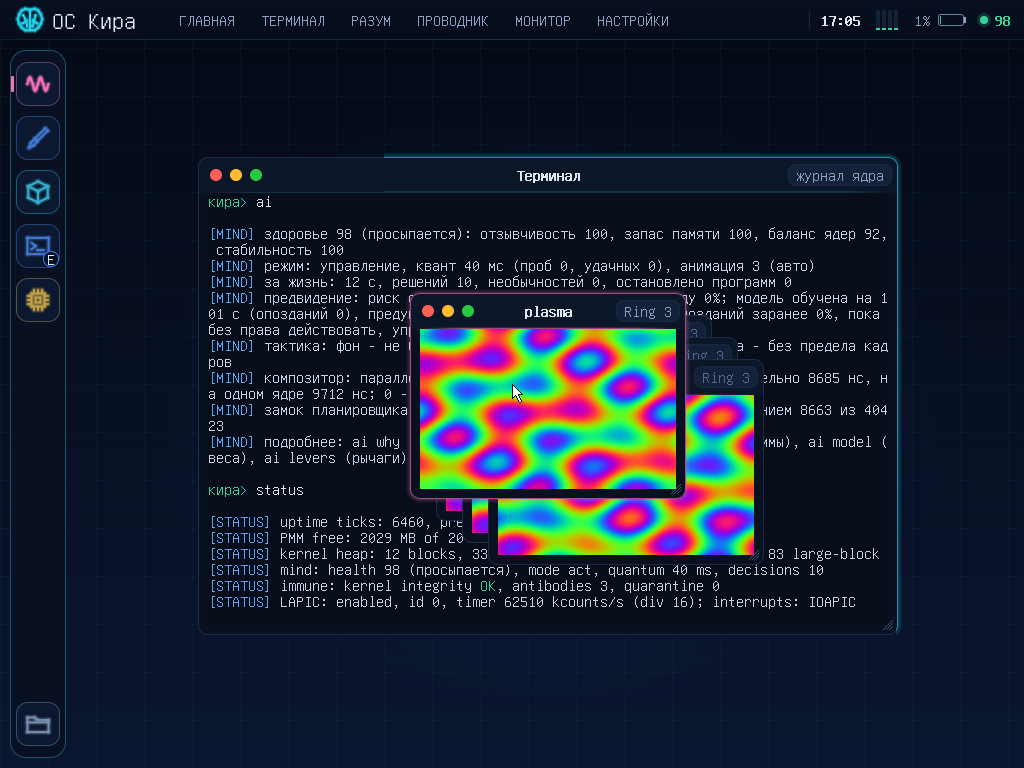 ОС Кира
ГЛАВНАЯ ТЕРМИНАЛ РАЗУМ ПРОВОДНИК МОНИТОР НАСТРОЙКИ
17:05 1% 98
E
Терминал
журнал ядра
кира> ai
[MIND] здоровье 98 (просыпается): отзывчивость 100, запас памяти 100, баланс ядер 92,
стабильность 100
[MIND] режим: управление, квант 40 мс (проб 0, удачных 0), анимация 3 (авто)
[MIND] за жизнь: 12 с, решений 10, необычностей 0, остановлено программ 0
[MIND] предвидение: риск 0%; модель обучена на 1
01 с (опозданий 0), заранее 0%, пока
без права действовать,
[MIND] тактика: фон - не - без предела кад
ров
[MIND] композитор: 8685 нс, н
а одном ядре 9712 нс; 0 -
[MIND] замок планировщика 8663 из 404
23
[MIND] подробнее: ai why ai model (
веса), ai levers (рычаги)
plasma
Ring 3
3
ing 3
Ring 3
кира> status
[STATUS] uptime ticks: 6460,
[STATUS] PMM free: 2029 MB of 20
[STATUS] kernel heap: 12 blocks, 33 83 large-block
[STATUS] mind: health 98 (просыпается), mode act, quantum 40 ms, decisions 10
[STATUS] immune: kernel integrity OK, antibodies 3, quarantine 0
[STATUS] LAPIC: enabled, id 0, timer 62510 kcounts/s (div 16); interrupts: IOAPIC